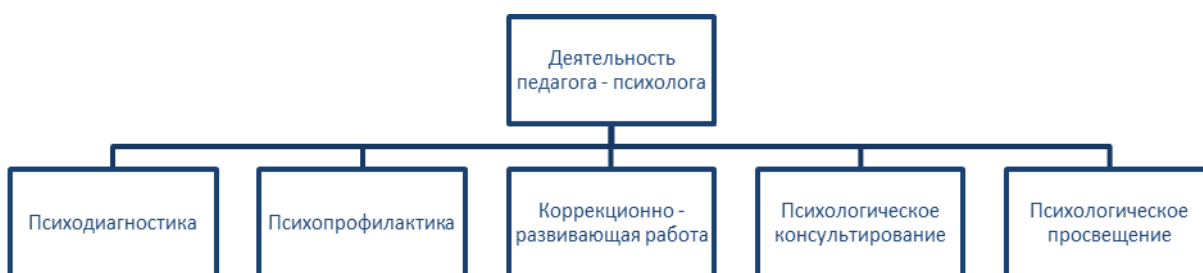 Деятельность
педагога - психолога
Психодиагностика
Психопрофилактика
Коррекционно -
развивающая работа
Психологическое
консультирование
Психологическое
просвещение